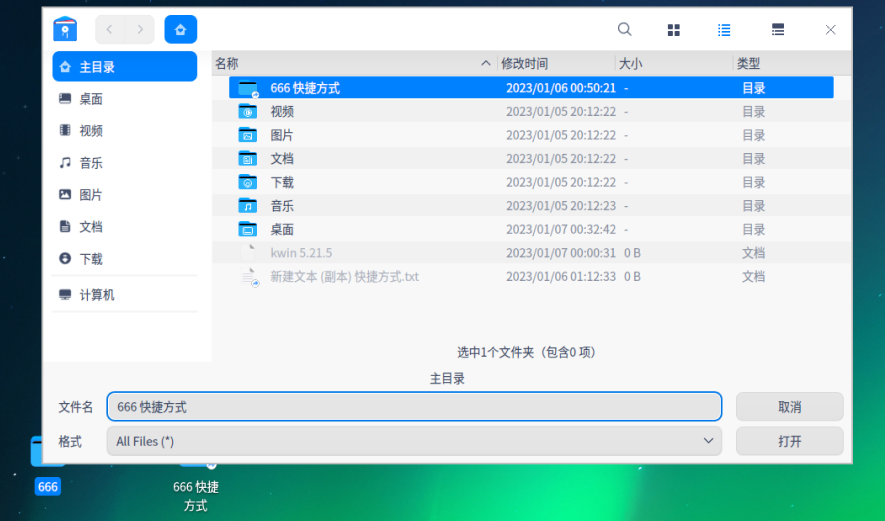 主目录
桌面
视频
音乐
图片
文档
下载
计算机
名称 修改时间 大小 类型
666 快捷方式 2023/01/06 00:50:21 - 目录
视频 2023/01/05 20:12:22 - 目录
图片 2023/01/05 20:12:22 - 目录
文档 2023/01/05 20:12:22 - 目录
下载 2023/01/05 20:12:22 - 目录
音乐 2023/01/05 20:12:23 - 目录
桌面 2023/01/07 00:32:42 - 目录
kwin 5.21.5 2023/01/07 00:00:31 0 B 文档
新建文本 (副本) 快捷方式.txt 2023/01/06 01:12:33 0 B 文档
选中1个文件夹（包含0 项）
主目录
文件名 666 快捷方式 取消
格式 All Files (*) 打开
666
666 快捷
方式